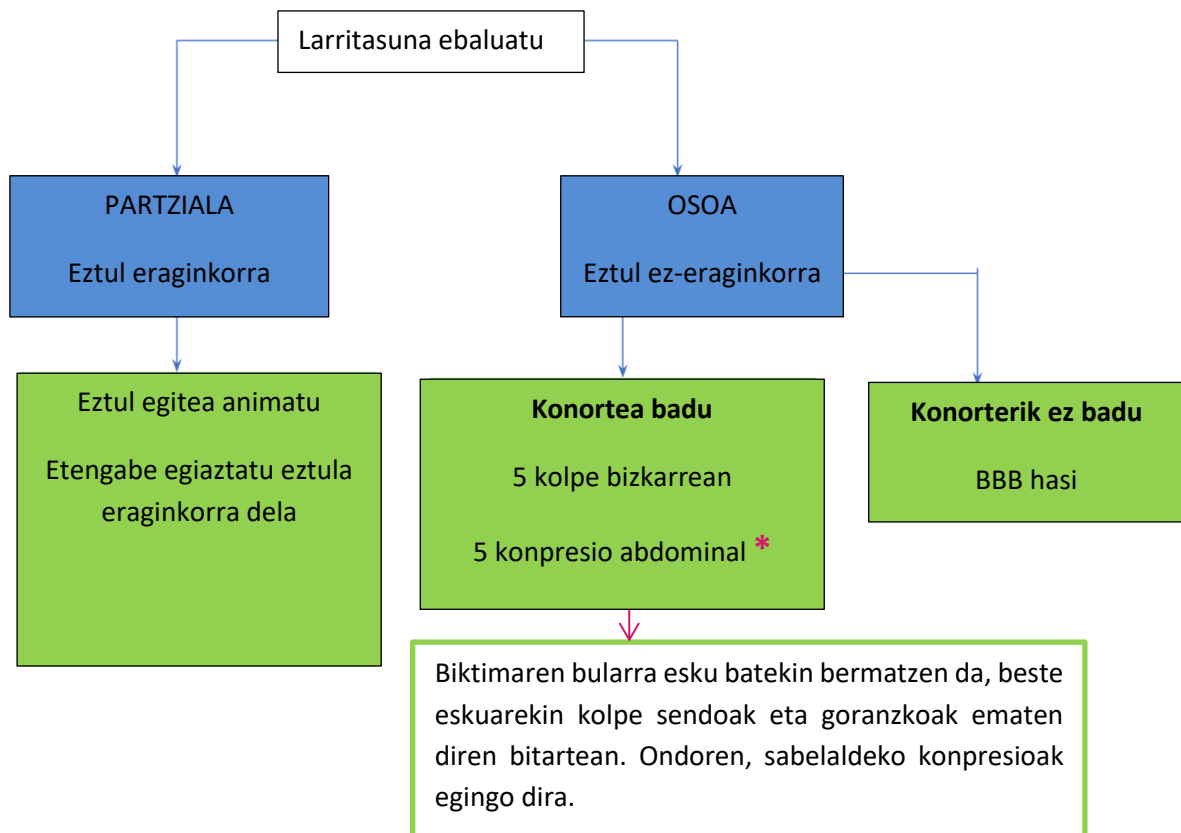 Larritasuna ebaluatu
PARTZIALA
Eztul eraginkorra
OSOA
Eztul ez-eraginkorra
Eztul egitea animatu
Etengabe egiaztatu eztula
eraginkorra dela
Konortea badu
5 kolpe bizkarrean
5 konpresio abdominal *
Konorterik ez badu
BBB hasi
Biktimaren bularra esku batekin bermatzen da, beste
eskuarekin kolpe sendoak eta goranzkoak ematen
diren bitartean. Ondoren, sabelaldeko konpresioak
egingo dira.